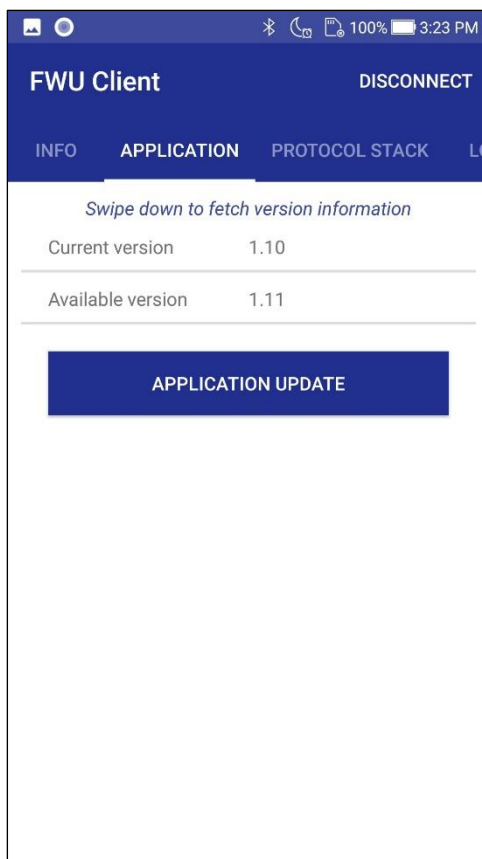 100% 3:23 PM
FWU Client DISCONNECT
INFO APPLICATION PROTOCOL STACK
Swipe down to fetch version information
Current version 1.10
Available version 1.11
APPLICATION UPDATE